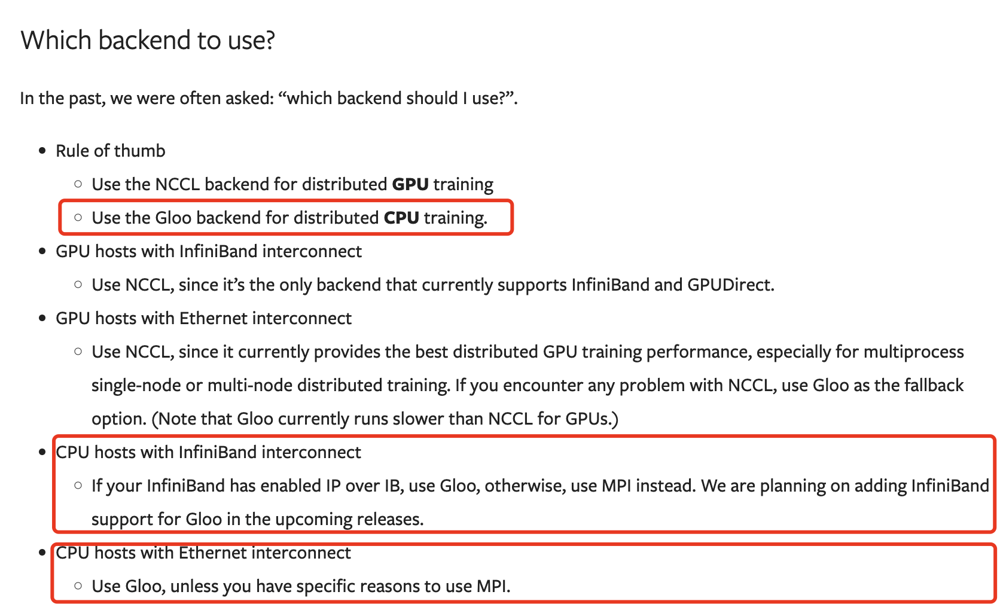 Which backend to use?
In the past, we were often asked: “which backend should I use?”.
Rule of thumb
Use the NCCL backend for distributed GPU training
Use the Gloo backend for distributed CPU training.
GPU hosts with InfiniBand interconnect
Use NCCL, since it’s the only backend that currently supports InfiniBand and GPUDirect.
GPU hosts with Ethernet interconnect
Use NCCL, since it currently provides the best distributed GPU training performance, especially for multiprocess
single-node or multi-node distributed training. If you encounter any problem with NCCL, use Gloo as the fallback
option. (Note that Gloo currently runs slower than NCCL for GPUs.)
CPU hosts with InfiniBand interconnect
If your InfiniBand has enabled IP over IB, use Gloo, otherwise, use MPI instead. We are planning on adding InfiniBand
support for Gloo in the upcoming releases.
CPU hosts with Ethernet interconnect
Use Gloo, unless you have specific reasons to use MPI.